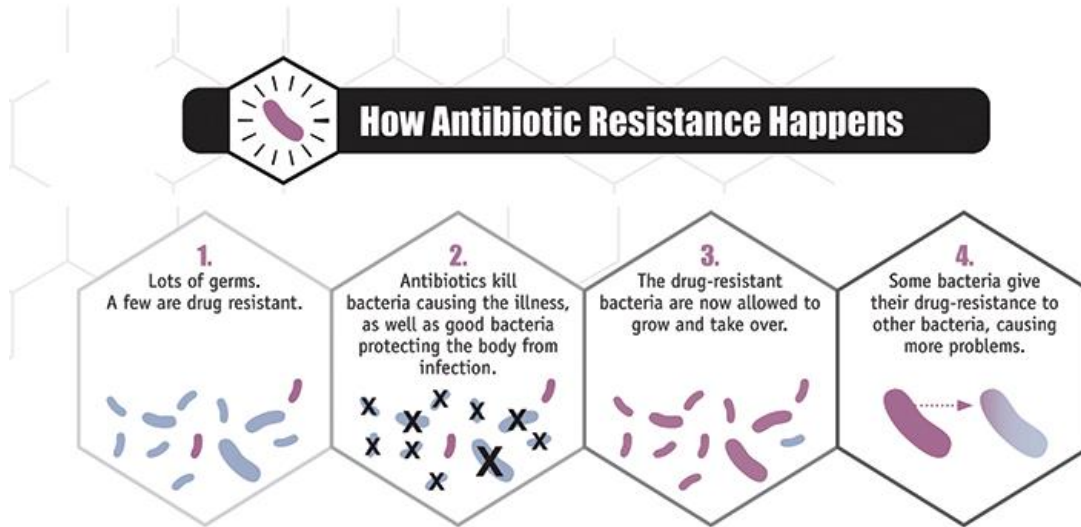 How Antibiotic Resistance Happens
1.
Lots of germs.
A few are drug resistant.
2.
Antibiotics kill
bacteria causing the illness,
as well as good bacteria
protecting the body from
infection.
X X X X X X X X X X
3.
The drug-resistant
bacteria are now allowed to
grow and take over.
4.
Some bacteria give
their drug-resistance to
other bacteria, causing
more problems.